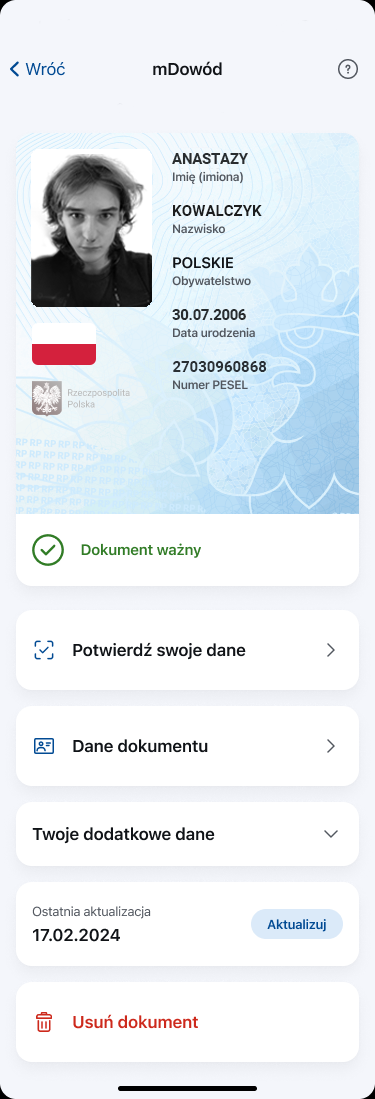 Wróć
mDowód
?
ANASTAZY
Imię (imiona)
KOWALCZYK
Nazwisko
POLSKIE
Obywatelstwo
30.07.2006
Data urodzenia
27030960868
Numer PESEL
Rzeczpospolita
Polska
Dokument ważny
Potwierdź swoje dane
Dane dokumentu
Twoje dodatkowe dane
Ostatnia aktualizacja
17.02.2024
Aktualizuj
Usuń dokument